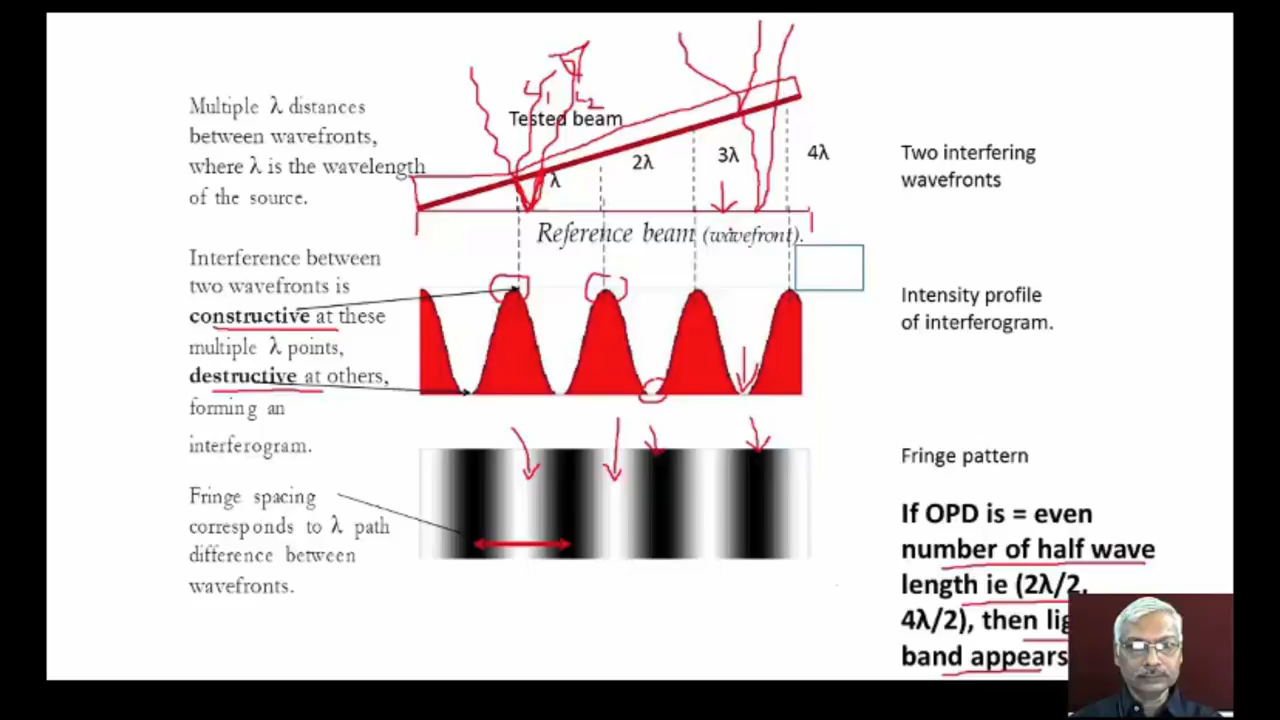 Multiple λ distances
between wavefronts,
where λ is the wavelength
of the source.
Interference between
two wavefronts is
constructive at these
multiple λ points,
destructive at others,
forming an
interferogram.
Fringe spacing
corresponds to λ path
difference between
wavefronts.
L1
L2
Tested beam
λ
2λ
3λ
4λ
Reference beam (wavefront).
Two interfering
wavefronts
Intensity profile
of interferogram.
Fringe pattern
If OPD is = even
number of half wave
length ie (2λ/2,
4λ/2), then
band appears